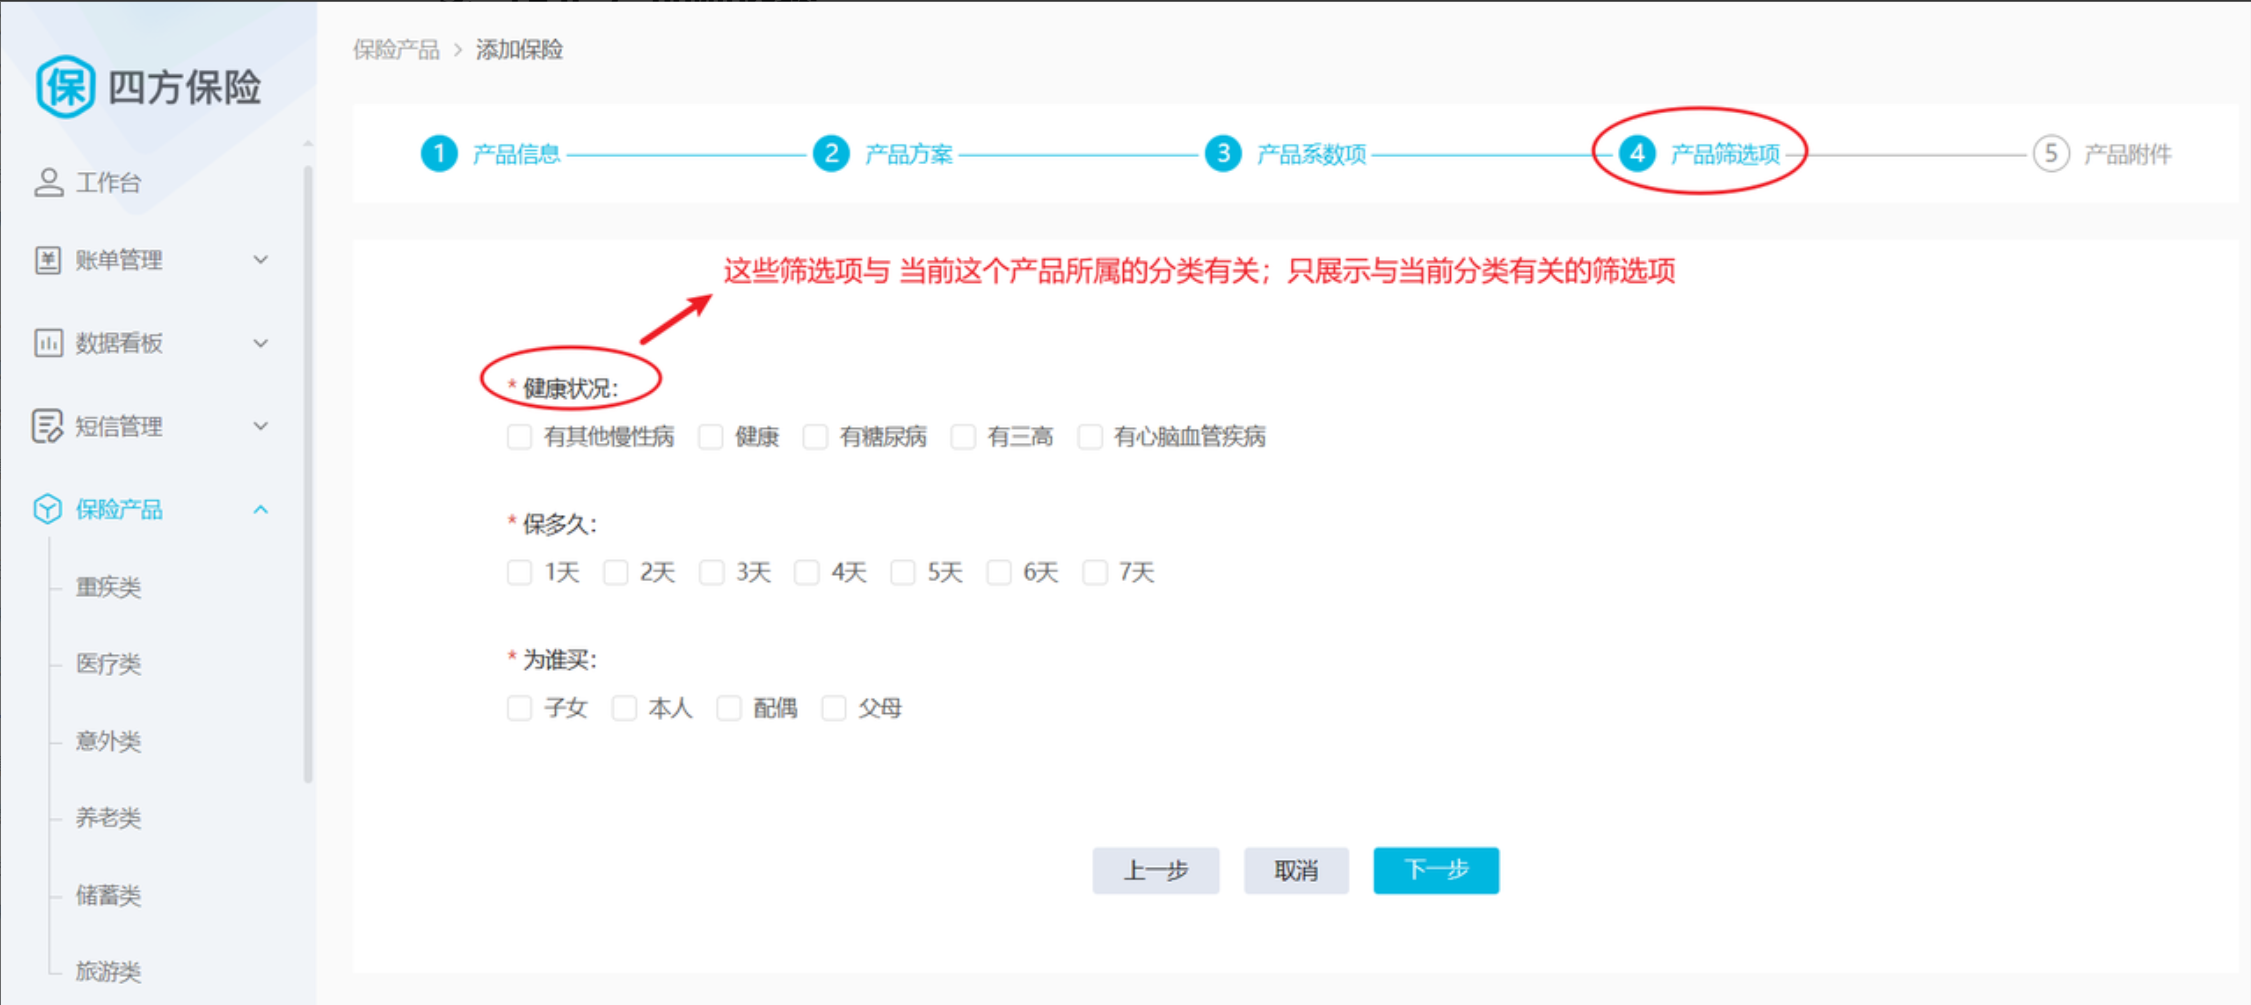 保 四方保险
工作台
账单管理
数据看板
短信管理
保险产品
重疾类
医疗类
意外类
养老类
储蓄类
旅游类
保险产品 > 添加保险
1 产品信息 2 产品方案 3 产品系数项 4 产品筛选项 5 产品附件
这些筛选项与 当前这个产品所属的分类有关；只展示与当前分类有关的筛选项
* 健康状况：
有其他慢性病 健康 有糖尿病 有三高 有心脑血管疾病
* 保多久：
1天 2天 3天 4天 5天 6天 7天
* 为谁买：
子女 本人 配偶 父母
上一步 取消 下一步